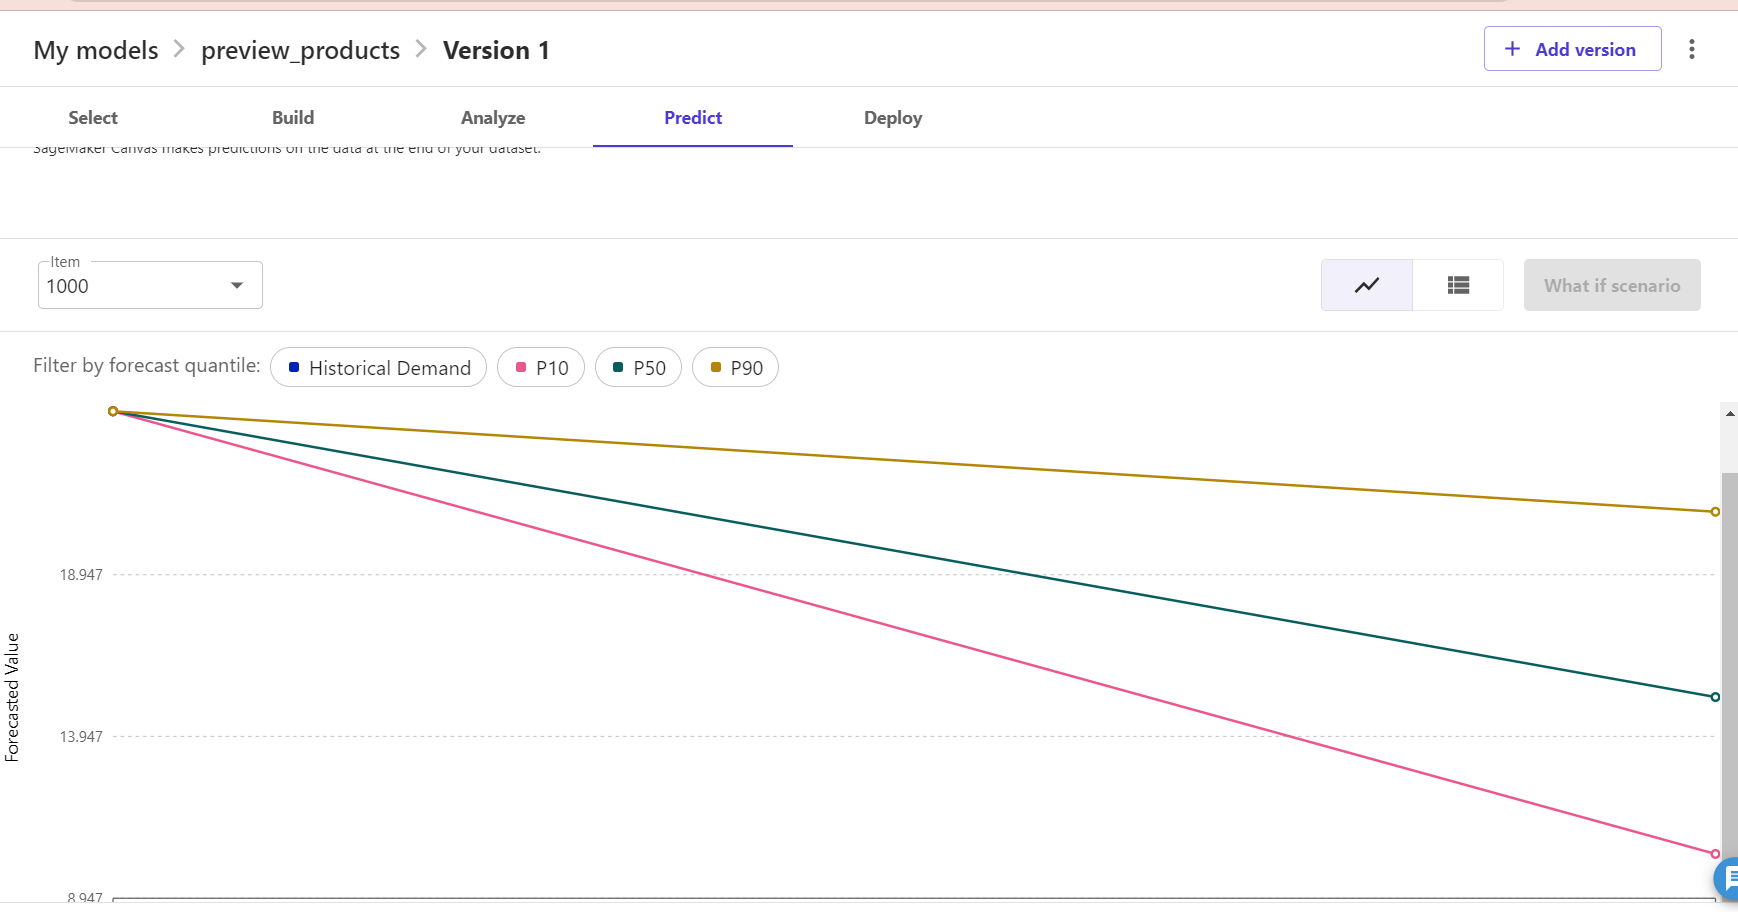 My models > preview_products > Version 1
+ Add version
Select Build Analyze Predict Deploy
SageMaker Canvas makes predictions on the data at the end of your dataset.
Item
1000
What if scenario
Filter by forecast quantile: Historical Demand P10 P50 P90
18.947
Forecasted Value
13.947
8.947